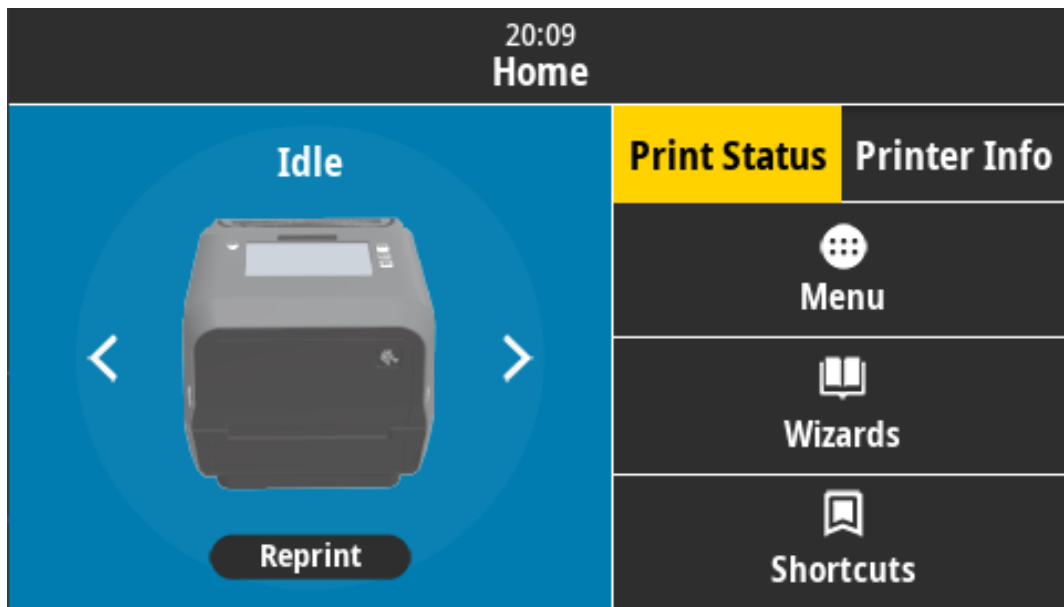 20:09
Home
Idle
Print Status
Printer Info
Menu
Wizards
Reprint
Shortcuts